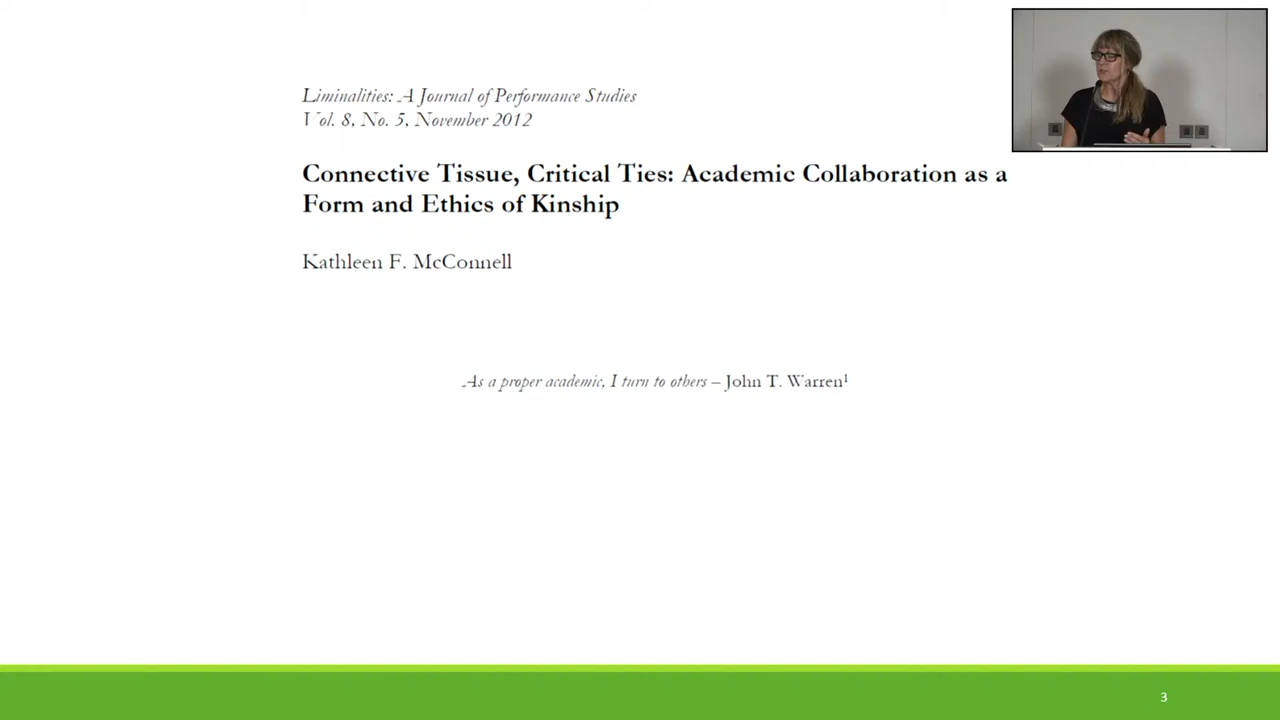 Liminalities: A Journal of Performance Studies
Vol. 8, No. 5, November 2012
Connective Tissue, Critical Ties: Academic Collaboration as a
Form and Ethics of Kinship
Kathleen F. McConnell
As a proper academic, I turn to others – John T. Warren¹
3